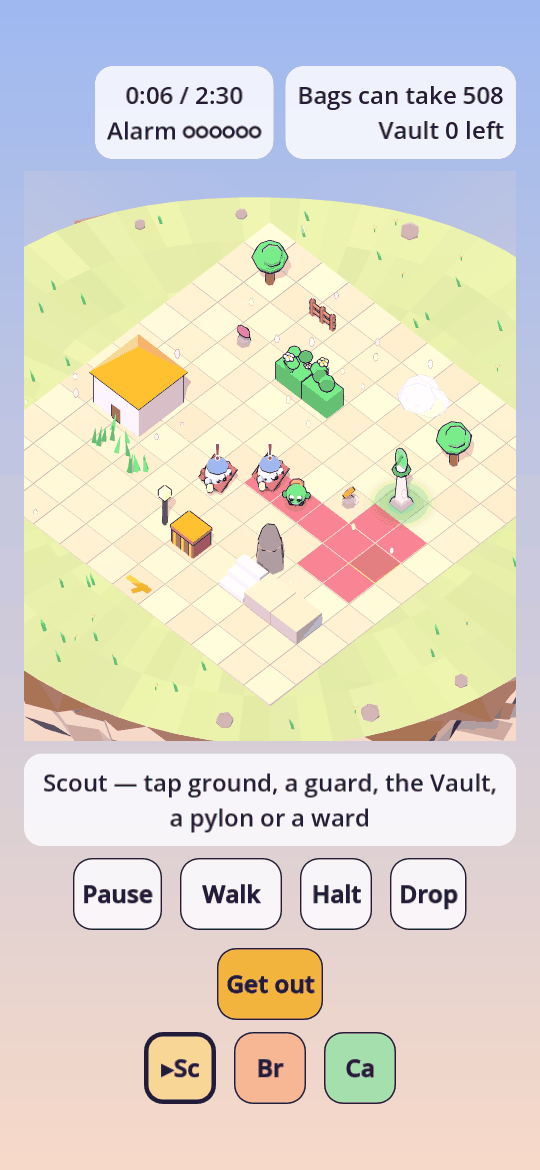 0:06 / 2:30
Alarm oooooo
Bags can take 508
Vault 0 left
Scout — tap ground, a guard, the Vault,
a pylon or a ward
Pause
Walk
Halt
Drop
Get out
▸Sc
Br
Ca